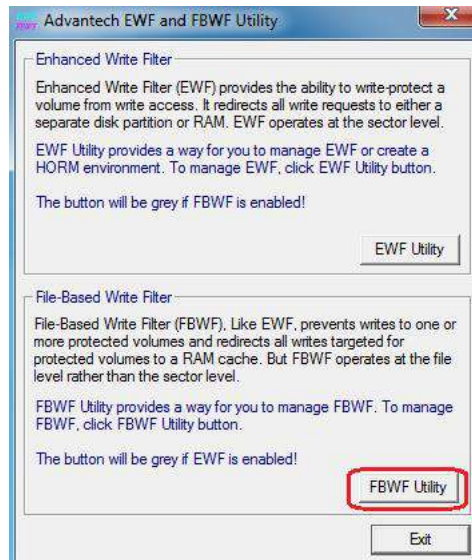 Advantech EWF and FBWF Utility
Enhanced Write Filter
Enhanced Write Filter (EWF) provides the ability to write-protect a
volume from write access. It redirects all write requests to either a
separate disk partition or RAM. EWF operates at the sector level.
EWF Utility provides a way for you to manage EWF or create a
HORM environment. To manage EWF, click EWF Utility button.
The button will be grey if FBWF is enabled!
EWF Utility
File-Based Write Filter
File-Based Write Filter (FBWF), Like EWF, prevents writes to one or
more protected volumes and redirects all writes targeted for
protected volumes to a RAM cache. But FBWF operates at the file
level rather than the sector level.
FBWF Utility provides a way for you to manage FBWF. To manage
FBWF, click FBWF Utility button.
The button will be grey if EWF is enabled!
FBWF Utility
Exit